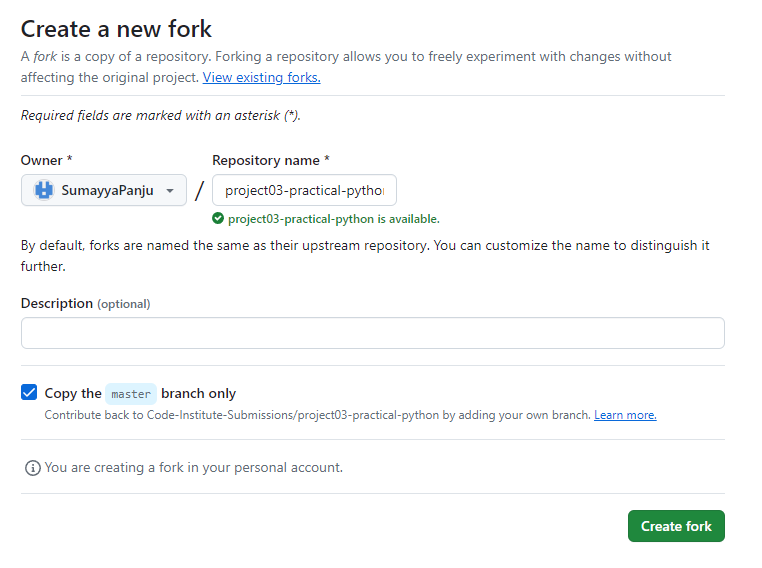 Create a new fork
A fork is a copy of a repository. Forking a repository allows you to freely experiment with changes without
affecting the original project. View existing forks.
Required fields are marked with an asterisk (*).
Owner * Repository name *
SumayyaPanju / project03-practical-pytho
project03-practical-python is available.
By default, forks are named the same as their upstream repository. You can customize the name to distinguish it
further.
Description (optional)
Copy the master branch only
Contribute back to Code-Institute-Submissions/project03-practical-python by adding your own branch. Learn more.
You are creating a fork in your personal account.
Create fork